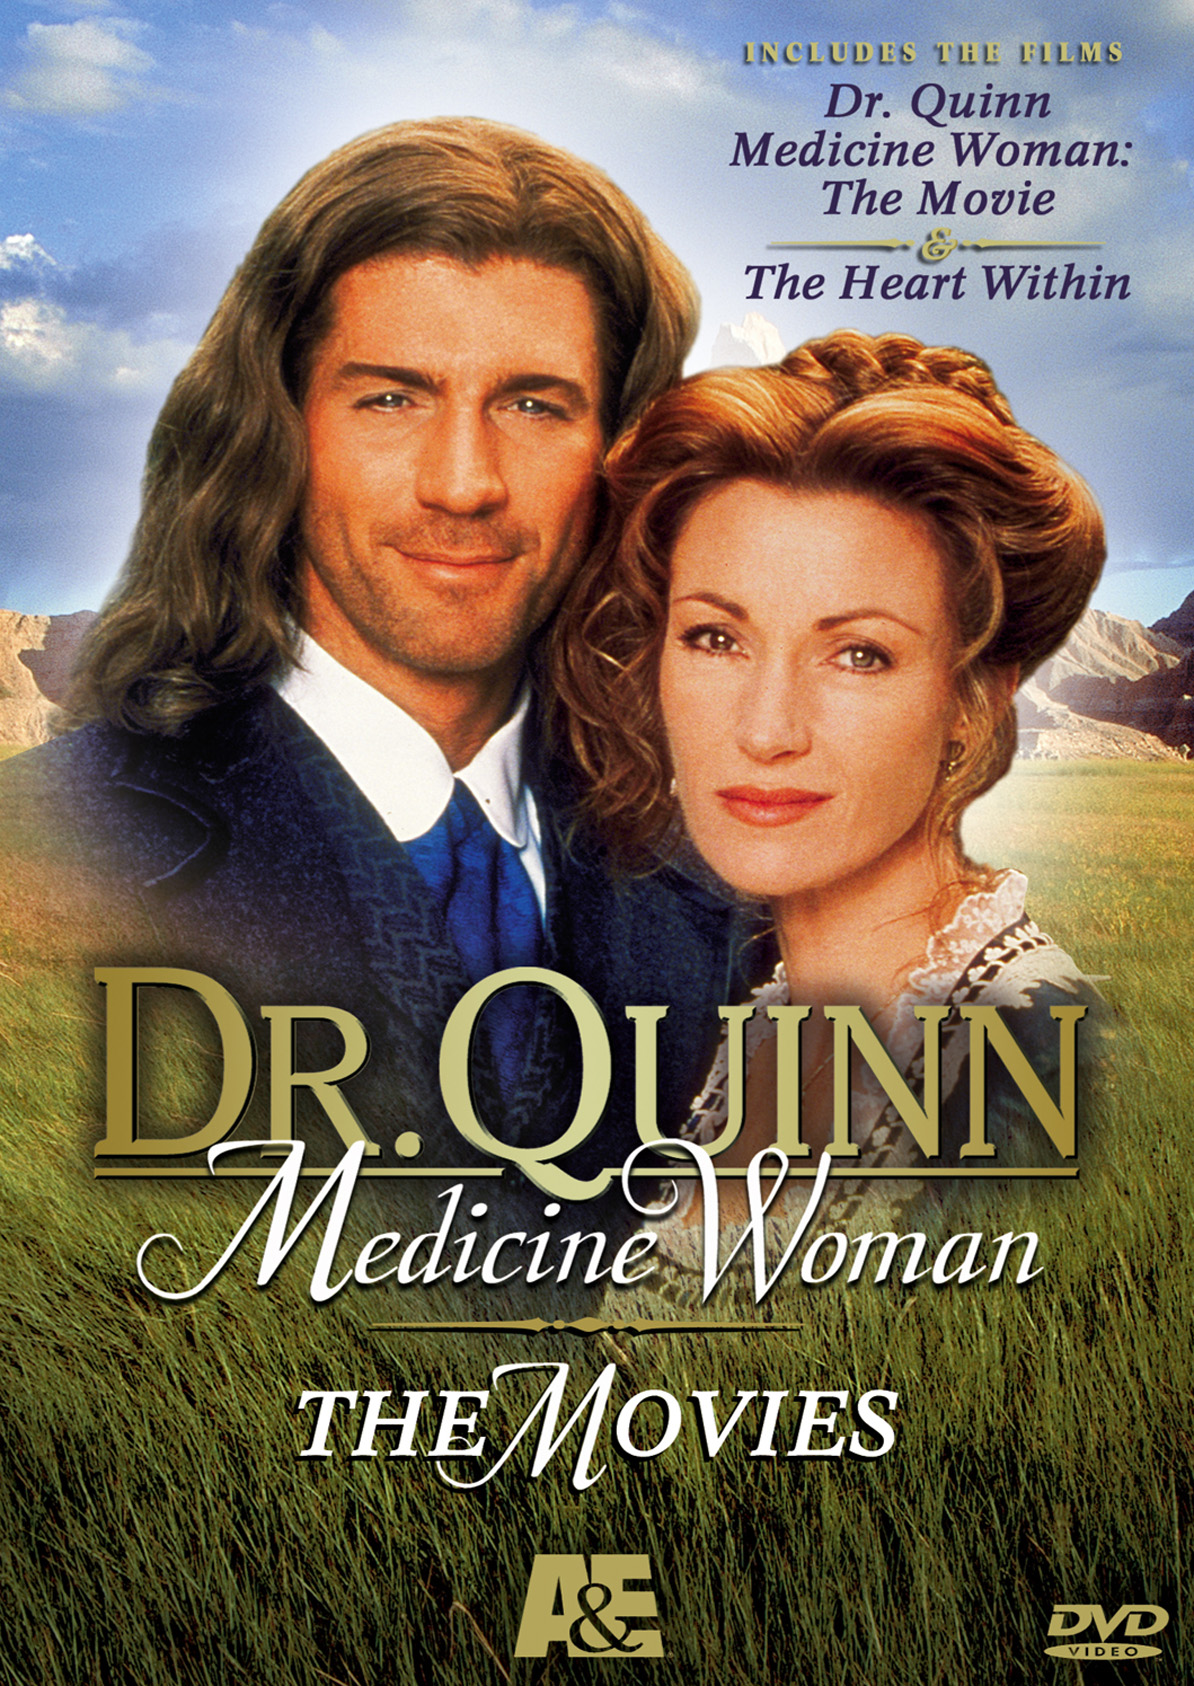 INCLUDES THE FILMS
Dr. Quinn
Medicine Woman:
The Movie
&
The Heart Within
DR. QUINN
Medicine Woman
THE MOVIES
A&E
DVD
VIDEO